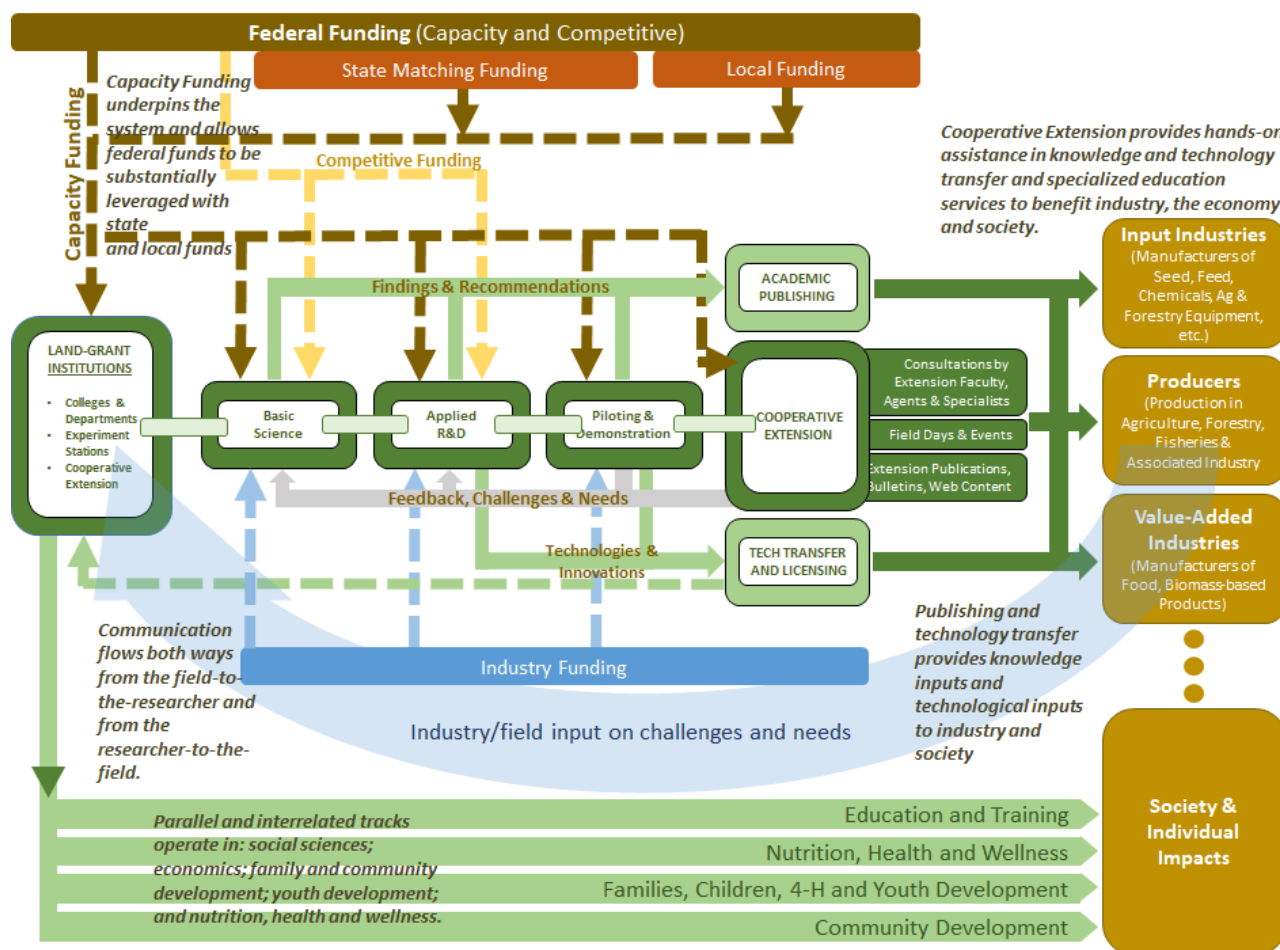 Federal Funding (Capacity and Competitive)
State Matching Funding
Local Funding
Capacity Funding
Capacity Funding
underpins the
system and allows
federal funds to be
substantially
leveraged with
state
and local funds
Competitive Funding
Cooperative Extension provides hands-on
assistance in knowledge and technology
transfer and specialized education
services to benefit industry, the economy
and society.
Findings & Recommendations
ACADEMIC
PUBLISHING
Input Industries
(Manufacturers of
Seed, Feed,
Chemicals, Ag &
Forestry Equipment,
etc.)
LAND-GRANT
INSTITUTIONS
• Colleges &
Departments
• Experiment
Stations
• Cooperative
Extension
Basic
Science
Applied
R&D
Piloting &
Demonstration
COOPERATIVE
EXTENSION
Consultations by
Extension Faculty,
Agents & Specialists
Field Days & Events
Extension Publications,
Bulletins, Web Content
Producers
(Production in
Agriculture, Forestry,
Fisheries &
Associated Industry
Feedback, Challenges & Needs
Technologies &
Innovations
TECH TRANSFER
AND LICENSING
Value-Added
Industries
(Manufacturers of
Food, Biomass-based
Products)
Communication
flows both ways
from the field-to-
the-researcher and
from the
researcher-to-the-
field.
Industry Funding
Industry/field input on challenges and needs
Publishing and
technology transfer
provides knowledge
inputs and
technological inputs
to industry and
society
Parallel and interrelated tracks
operate in: social sciences;
economics; family and community
development; youth development;
and nutrition, health and wellness.
Education and Training
Nutrition, Health and Wellness
Families, Children, 4-H and Youth Development
Community Development
Society &
Individual
Impacts